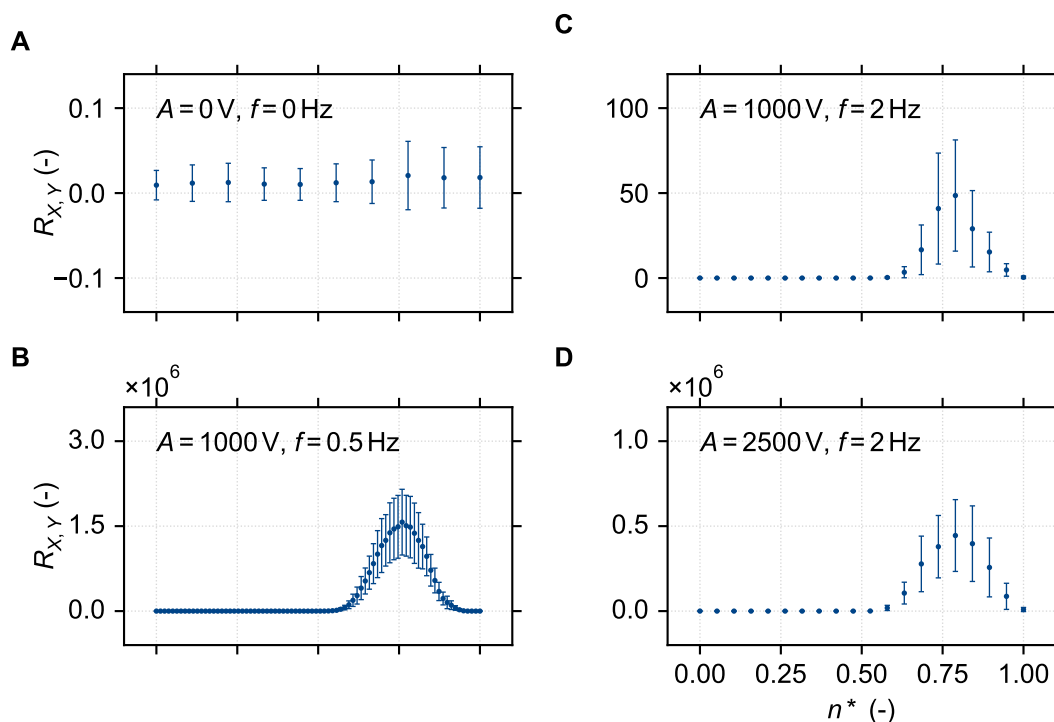 A
A = 0 V, f = 0 Hz
0.1
0.0
−0.1
R_{X, Y} (-)
B
×10^6
A = 1000 V, f = 0.5 Hz
3.0
1.5
0.0
R_{X, Y} (-)
C
A = 1000 V, f = 2 Hz
100
50
0
D
×10^6
A = 2500 V, f = 2 Hz
1.0
0.5
0.0
0.00 0.25 0.50 0.75 1.00
n* (-)